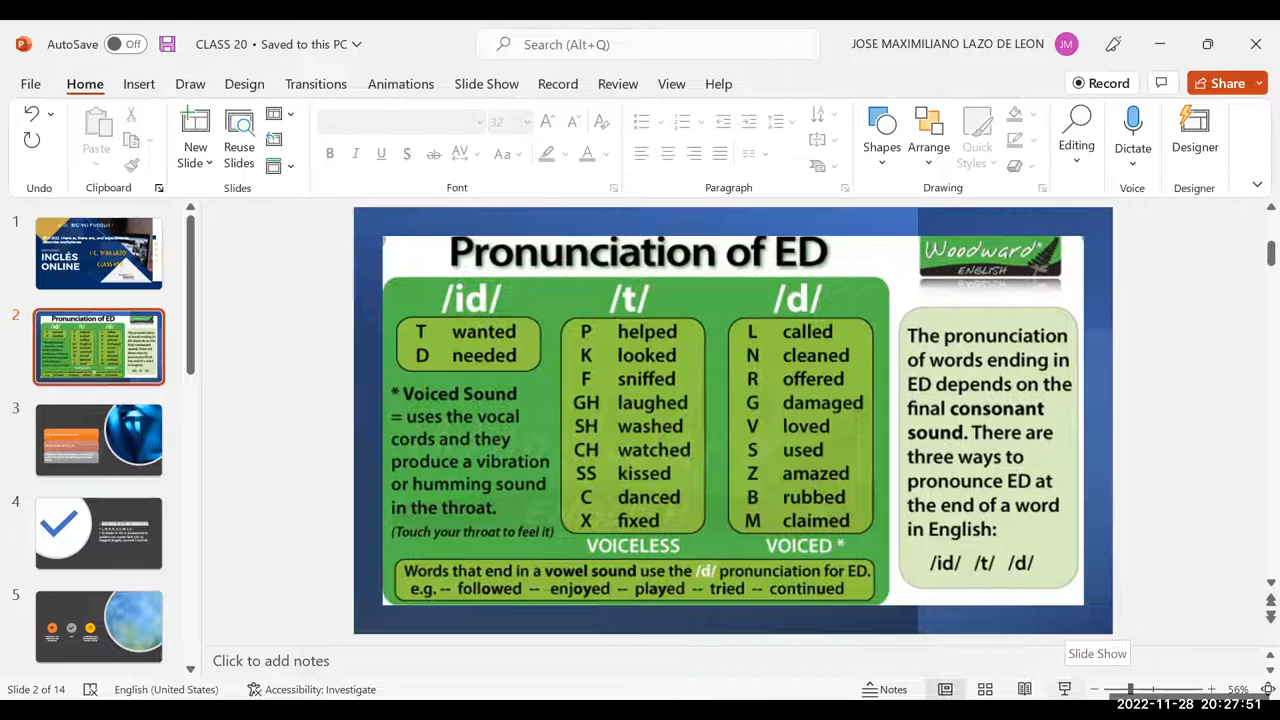 AutoSave Off CLASS 20 • Saved to this PC Search (Alt+Q) JOSE MAXIMILIANO LAZO DE LEON JM
File Home Insert Draw Design Transitions Animations Slide Show Record Review View Help Record Share
Paste New Slide Reuse Slides 32 Shapes Arrange Quick Styles Editing Dictate Designer
Undo Clipboard Slides Font Paragraph Drawing Voice Designer
1
INGLÉS
ONLINE
2
3
4
5
Pronunciation of ED
Woodward
ENGLISH
/id/ /t/ /d/
T wanted
D needed
* Voiced Sound
= uses the vocal
cords and they
produce a vibration
or humming sound
in the throat.
(Touch your throat to feel it)
P helped
K looked
F sniffed
GH laughed
SH washed
CH watched
SS kissed
C danced
X fixed
VOICELESS
L called
N cleaned
R offered
G damaged
V loved
S used
Z amazed
B rubbed
M claimed
VOICED *
Words that end in a vowel sound use the /d/ pronunciation for ED.
e.g. -- followed -- enjoyed -- played -- tried -- continued
The pronunciation
of words ending in
ED depends on the
final consonant
sound. There are
three ways to
pronounce ED at
the end of a word
in English:
/id/ /t/ /d/
Slide Show
Click to add notes
Slide 2 of 14 English (United States) Accessibility: Investigate Notes 56%
2022-11-28 20:27:51